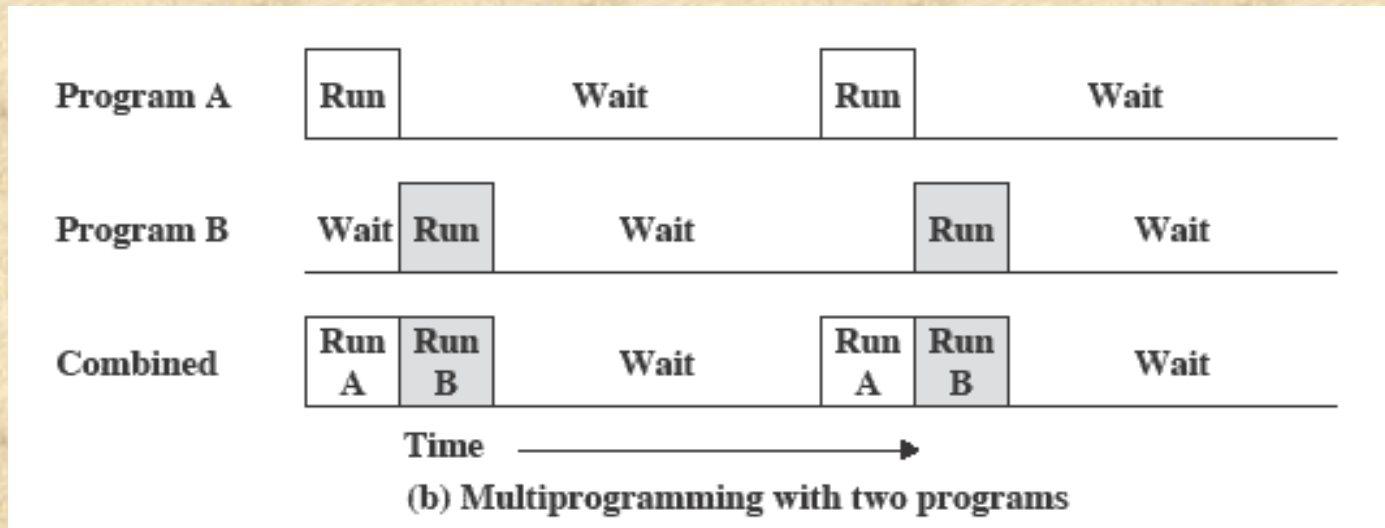 Program A Run Wait Run Wait
Program B Wait Run Wait Run Wait
Combined Run A Run B Wait Run A Run B Wait
Time
(b) Multiprogramming with two programs